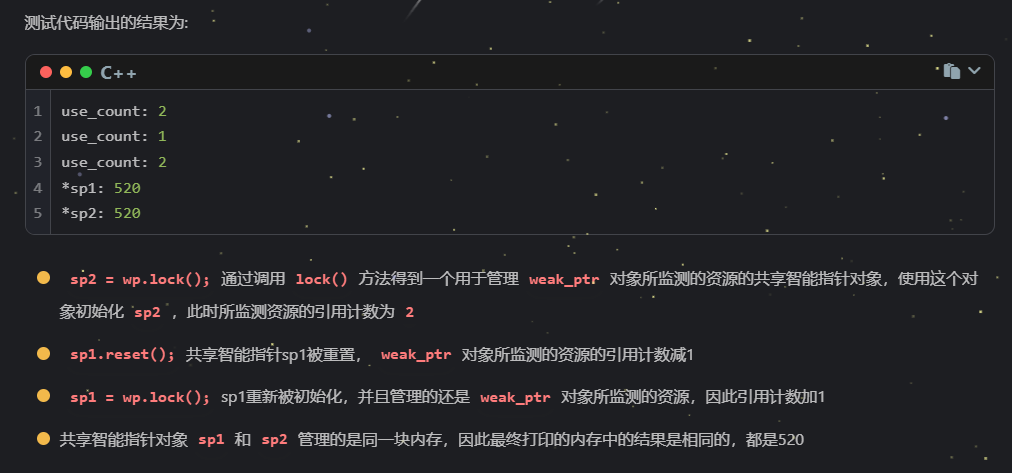 测试代码输出的结果为:
C++
1 use_count: 2
2 use_count: 1
3 use_count: 2
4 *sp1: 520
5 *sp2: 520
sp2 = wp.lock(); 通过调用 lock() 方法得到一个用于管理 weak_ptr 对象所监测的资源的共享智能指针对象，使用这个对
象初始化 sp2 ，此时所监测资源的引用计数为 2
sp1.reset(); 共享智能指针sp1被重置， weak_ptr 对象所监测的资源的引用计数减1
sp1 = wp.lock(); sp1重新被初始化，并且管理的还是 weak_ptr 对象所监测的资源，因此引用计数加1
共享智能指针对象 sp1 和 sp2 管理的是同一块内存，因此最终打印的内存中的结果是相同的，都是520